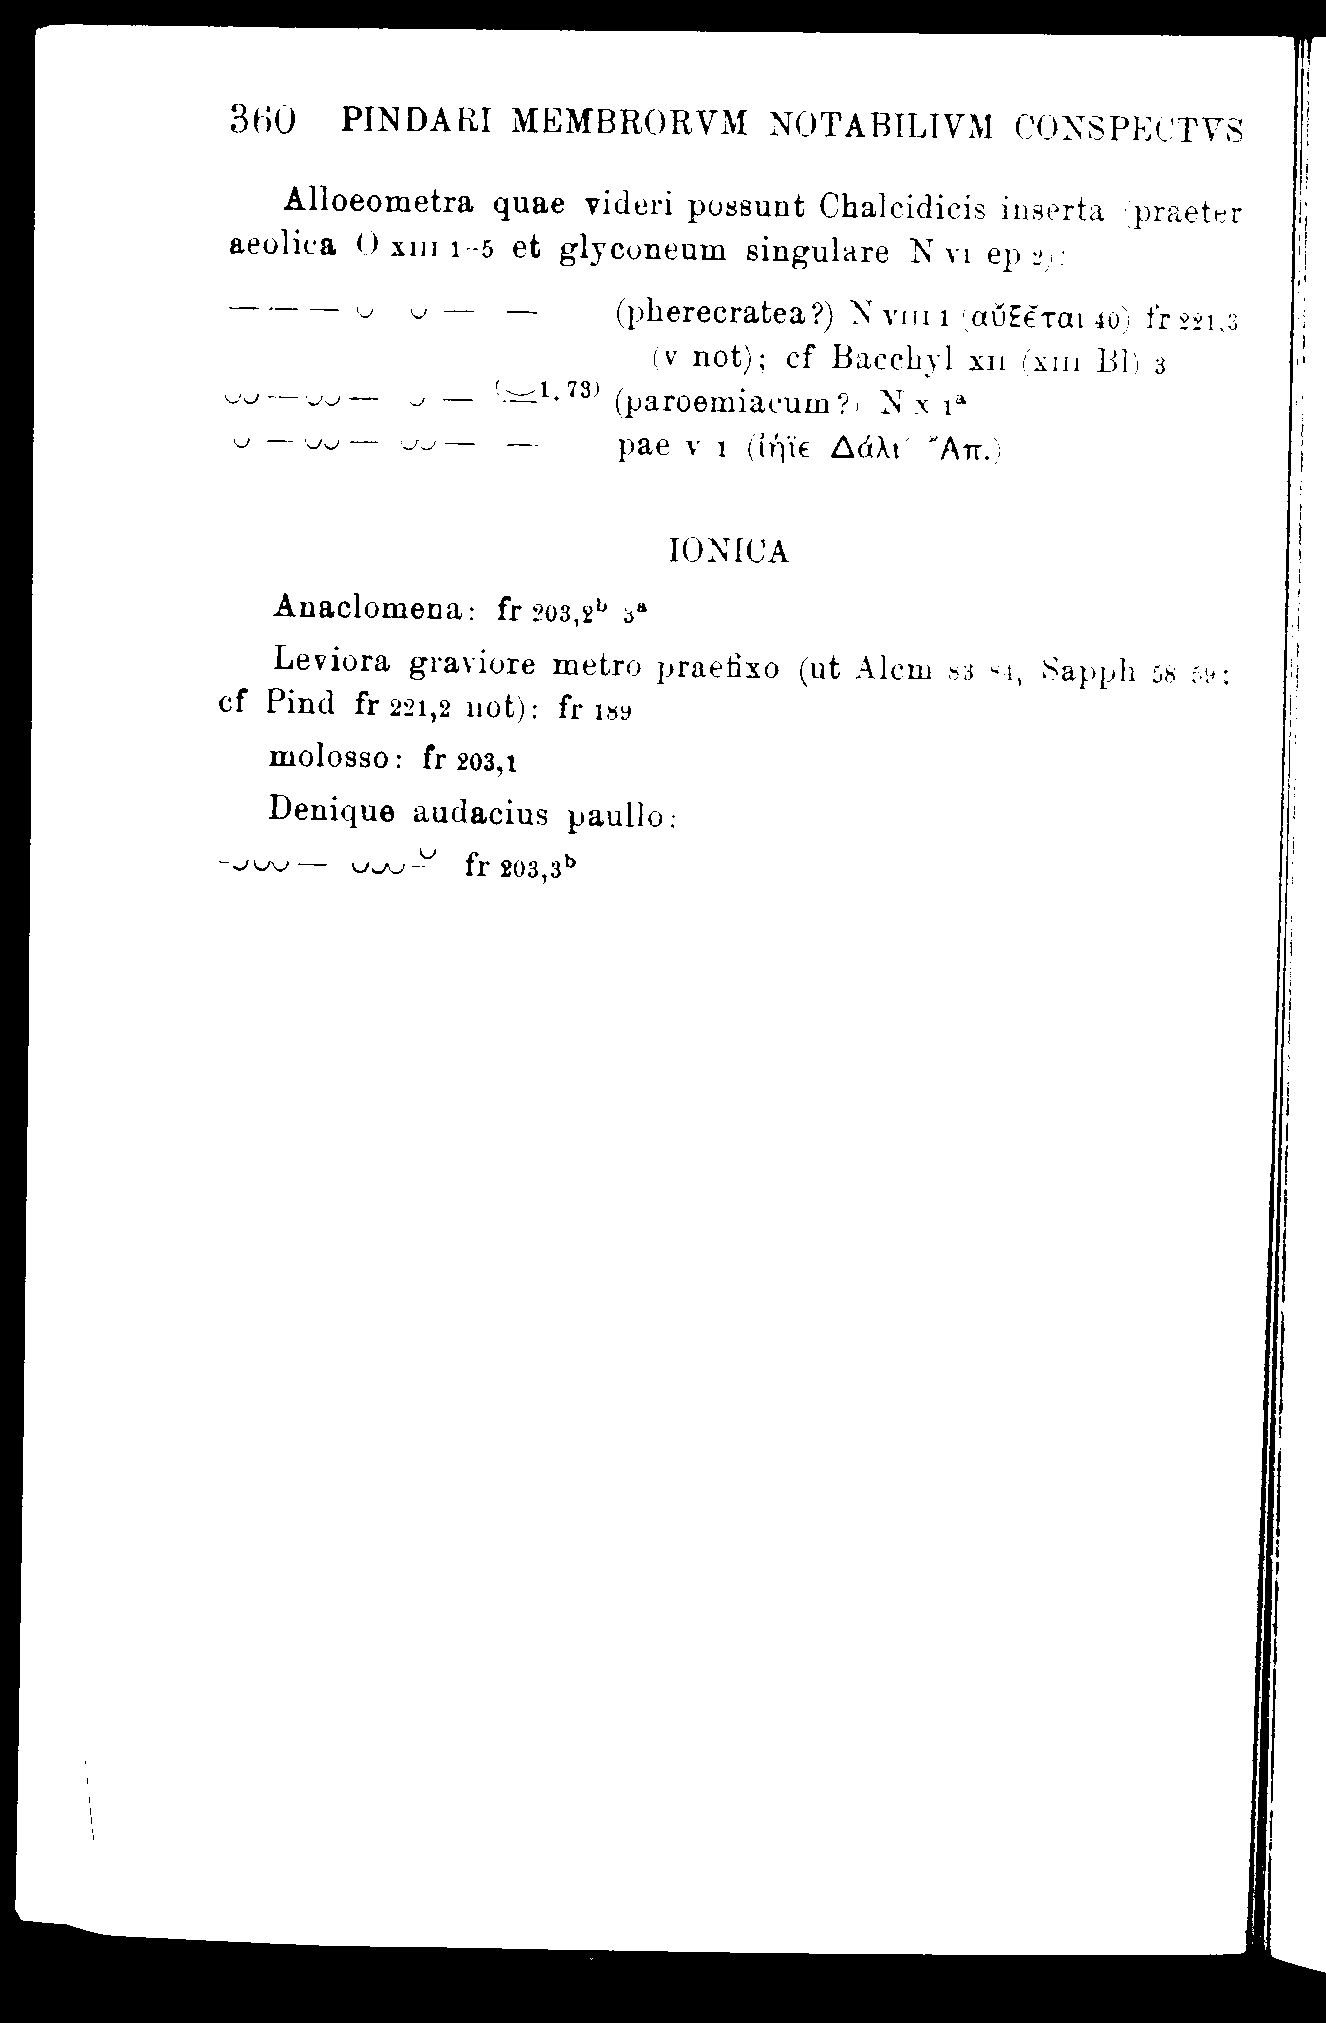 360 PINDARI MEMBRORVM NOTABILIVM CONSPECTVS
Alloeometra quae videri possunt Chalcidicis inserta (praeter
aeolica O XIII 1-5 et glyconeum singulare N VI ep 2):
— — — ⏑ ⏑ — — (pherecratea?) N VIII 1 (αὔξεται 40) fr 221,3
(v not); cf Bacchyl XII (XIII Bl) 3
⏑⏑ — ⏑⏑ — ⏑ — (⏓ 1. 73) (paroemiacum?) N X 1ᵃ
⏑ — ⏑⏑ — ⏑⏑ — — pae V 1 (ἰήϊε Δάλι᾽ Ἄπ.)
IONICA
Anaclomena: fr 203,2ᵇ 3ᵃ
Leviora graviore metro praefixo (ut Alcm 83 84, Sapph 58 59;
cf Pind fr 221,2 not): fr 189
molosso: fr 203,1
Denique audacius paullo:
-⏑⏑⏑ — ⏑⏑⏑-⏑ fr 203,3ᵇ